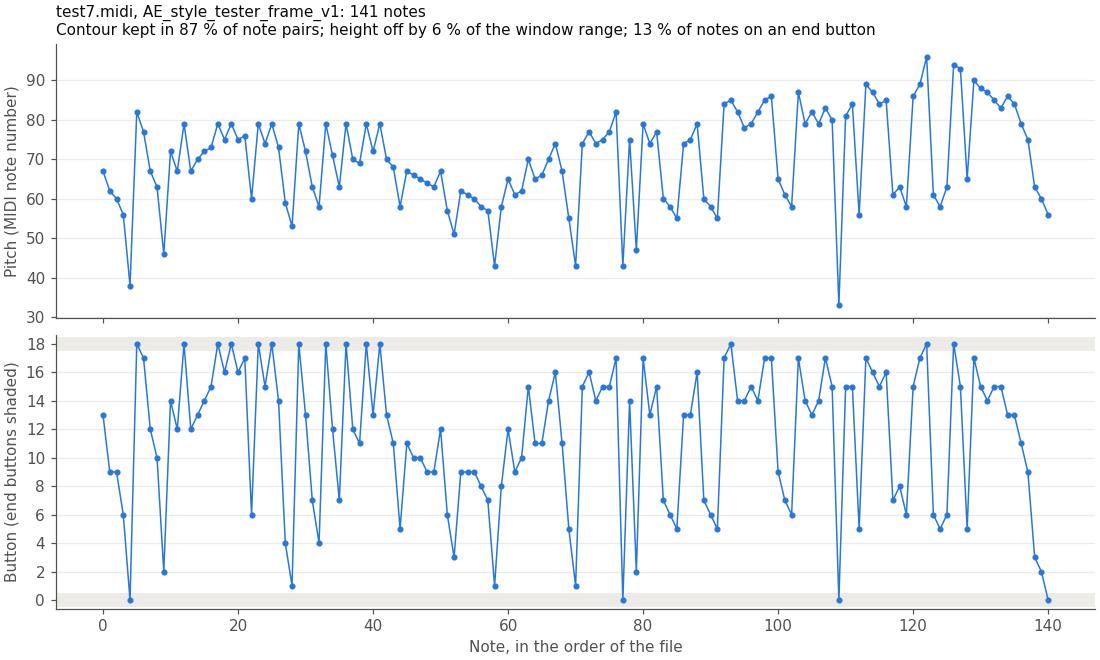 test7.midi, AE_style_tester_frame_v1: 141 notes
Contour kept in 87 % of note pairs; height off by 6 % of the window range; 13 % of notes on an end button
Pitch (MIDI note number)
90
80
70
60
50
40
30
Button (end buttons shaded)
18
16
14
12
10
8
6
4
2
0
0 20 40 60 80 100 120 140
Note, in the order of the file